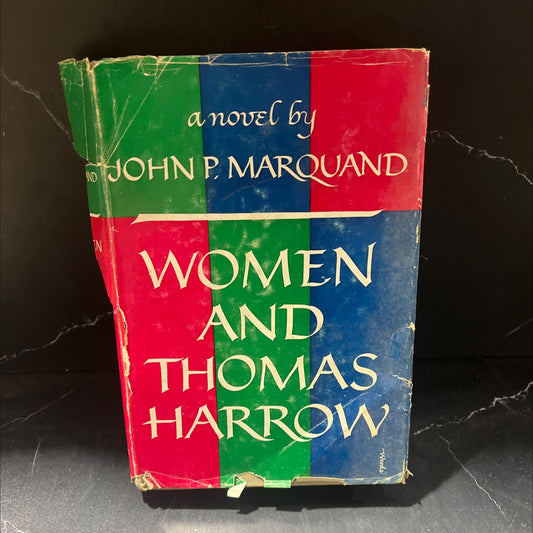 a novel by
JOHN P. MARQUAND
WOMEN
AND
THOMAS
HARROW